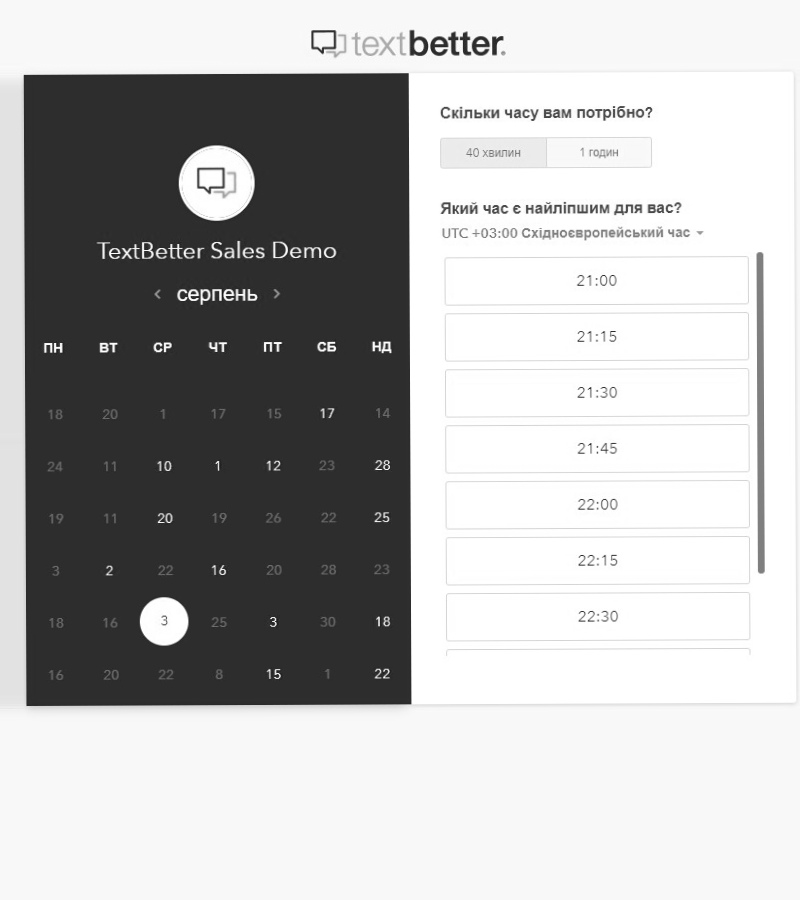 textbetter.
TextBetter Sales Demo
‹ серпень ›
ПН ВТ СР ЧТ ПТ СБ НД
18 20 1 17 15 17 14
24 11 10 1 12 23 28
19 11 20 19 26 22 25
3 2 22 16 20 28 23
18 16 3 25 3 30 18
16 20 22 8 15 1 22
Скільки часу вам потрібно?
40 хвилин 1 годин
Який час є найліпшим для вас?
UTC +03:00 Східноєвропейський час
21:00
21:15
21:30
21:45
22:00
22:15
22:30